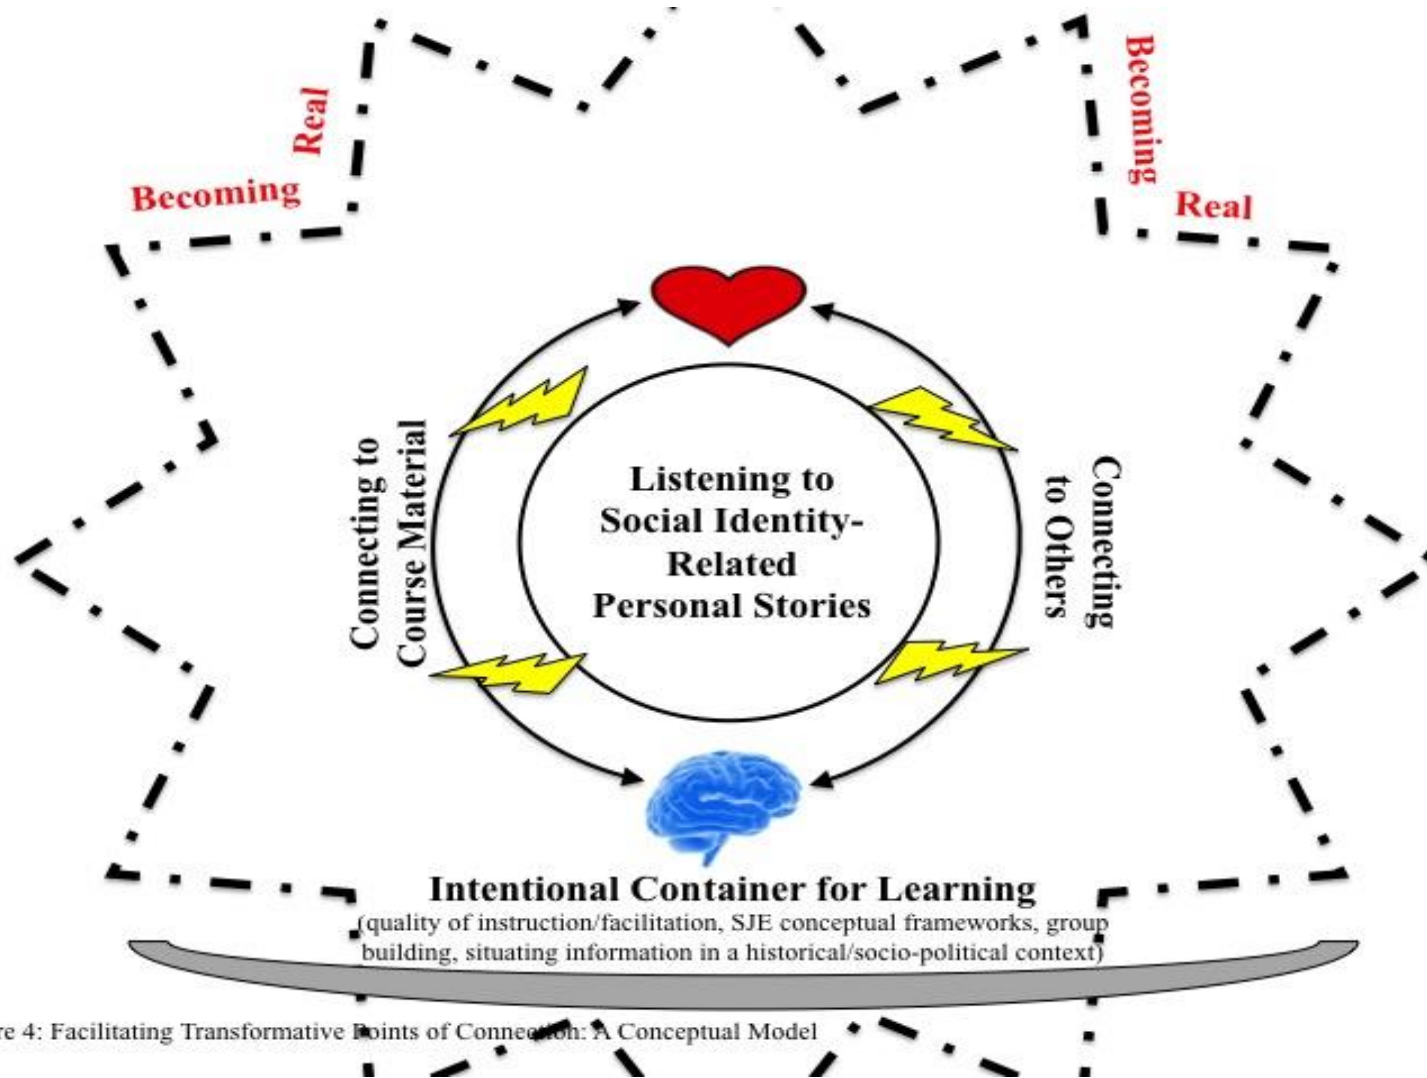 Becoming
Real
Becoming
Real
Connecting to
Course Material
Listening to
Social Identity-
Related
Personal Stories
Connecting
to Others
Intentional Container for Learning
(quality of instruction/facilitation, SJE conceptual frameworks, group
building, situating information in a historical/socio-political context)
re 4: Facilitating Transformative Points of Connection: A Conceptual Model